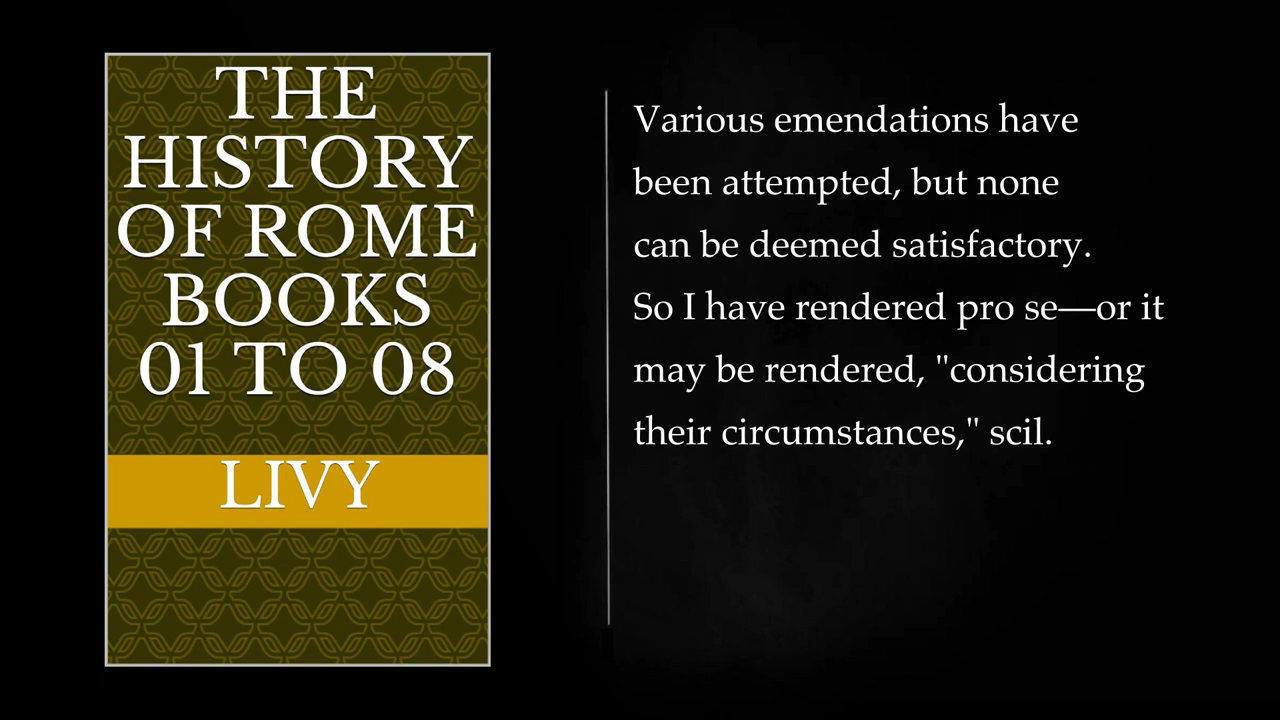 THE
HISTORY
OF ROME
BOOKS
01 TO 08
LIVY
Various emendations have
been attempted, but none
can be deemed satisfactory.
So I have rendered pro se—or it
may be rendered, "considering
their circumstances," scil.